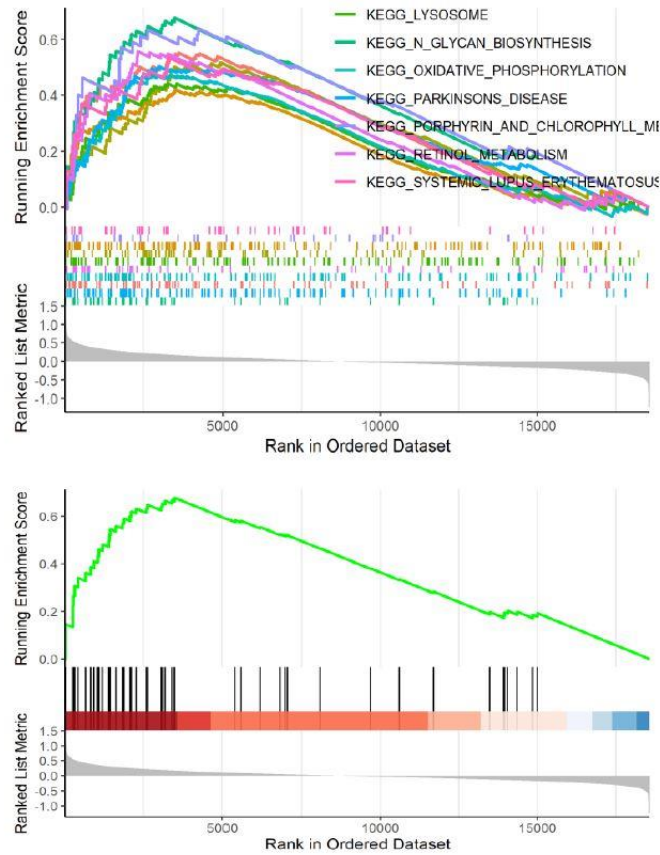 KEGG_LYSOSOME
KEGG_N_GLYCAN_BIOSYNTHESIS
KEGG_OXIDATIVE_PHOSPHORYLATION
KEGG_PARKINSONS_DISEASE
KEGG_PORPHYRIN_AND_CHLOROPHYLL_ME
KEGG_RETINOL_METABOLISM
KEGG_SYSTEMIC_LUPUS_ERYTHEMATOSUS
Running Enrichment Score
0.6
0.4
0.2
0.0
Ranked List Metric
1.5
1.0
0.5
0.0
-0.5
-1.0
5000 10000 15000
Rank in Ordered Dataset
Running Enrichment Score
0.6
0.4
0.2
0.0
Ranked List Metric
1.5
1.0
0.5
0.0
-0.5
-1.0
5000 10000 15000
Rank in Ordered Dataset